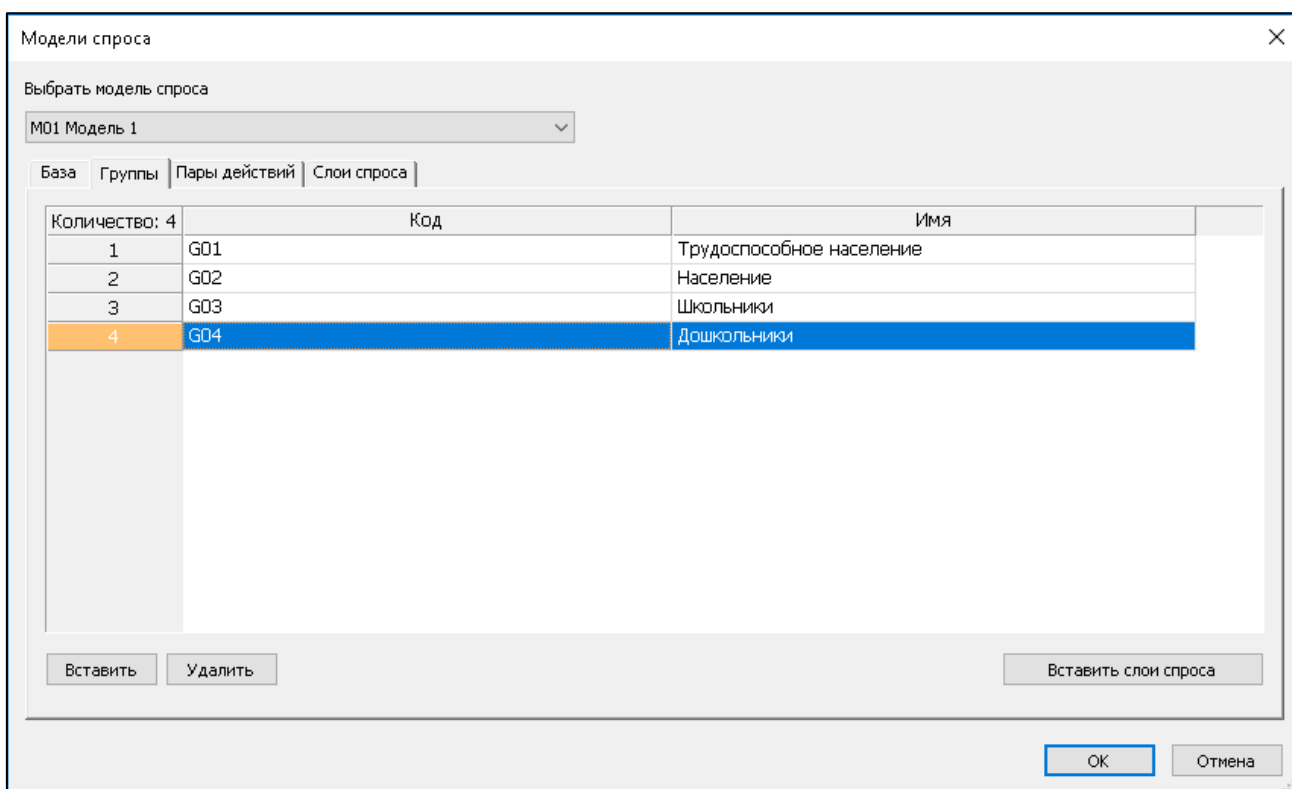 Модели спроса
Выбрать модель спроса
M01 Модель 1
База Группы Пары действий Слои спроса
Количество: 4 Код Имя
1 G01 Трудоспособное население
2 G02 Население
3 G03 Школьники
4 G04 Дошкольники
Вставить Удалить Вставить слои спроса
OK Отмена